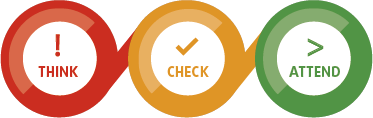 !
THINK
✓
CHECK
>
ATTEND